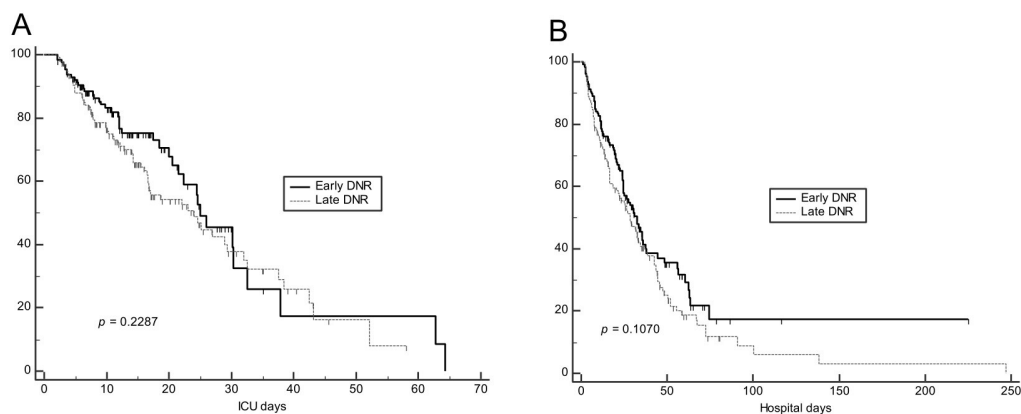 A
100
80
60
40
20
0
Early DNR
Late DNR
p = 0.2287
0 10 20 30 40 50 60 70
ICU days
B
100
80
60
40
20
0
Early DNR
Late DNR
p = 0.1070
0 50 100 150 200 250
Hospital days